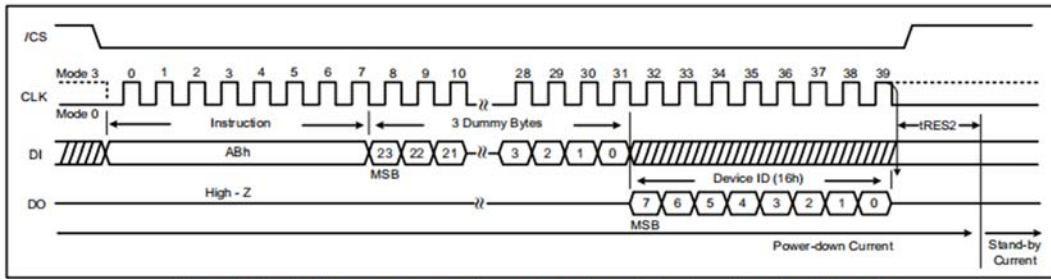 /CS
Mode 3 0 1 2 3 4 5 6 7 8 9 10 28 29 30 31 32 33 34 35 36 37 38 39
CLK
Mode 0
Instruction 3 Dummy Bytes tRES2
DI ABh 23 22 21 3 2 1 0
MSB Device ID (16h)
High - Z
DO 7 6 5 4 3 2 1 0
MSB
Power-down Current Stand-by
Current